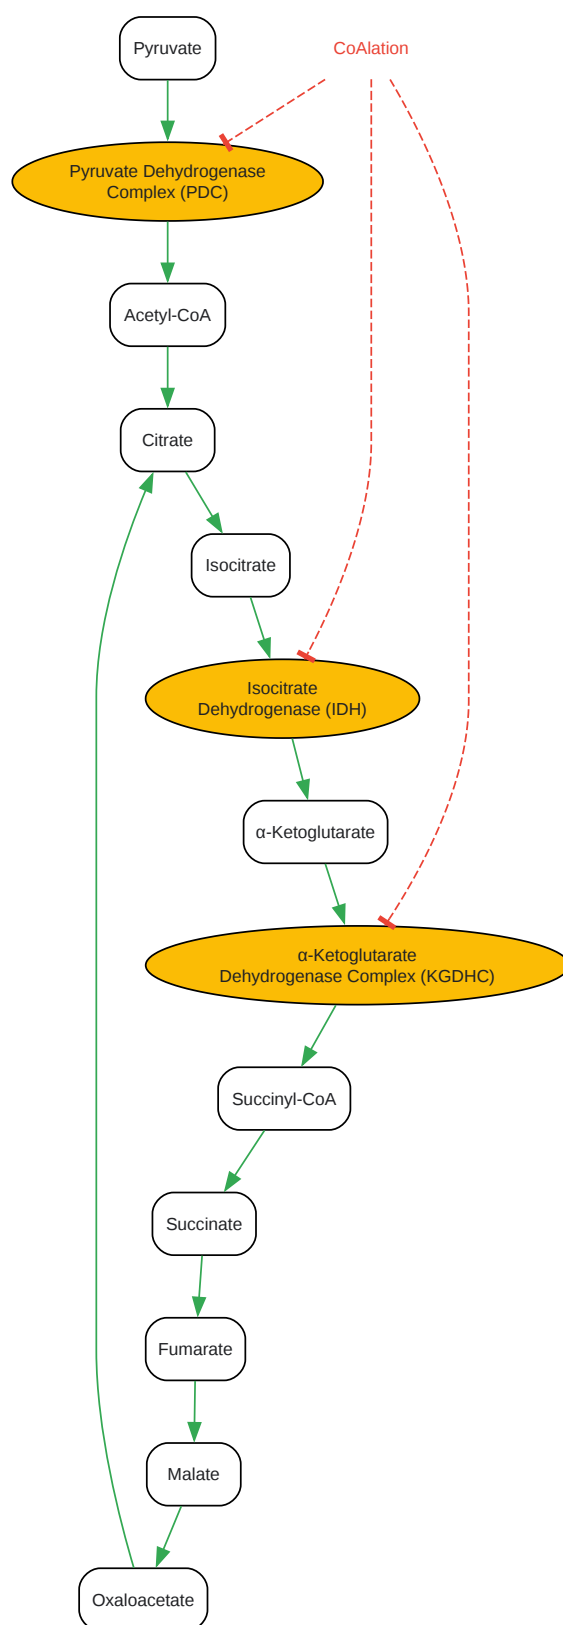 Pyruvate
CoAlation
Pyruvate Dehydrogenase
Complex (PDC)
Acetyl-CoA
Citrate
Isocitrate
Isocitrate
Dehydrogenase (IDH)
α-Ketoglutarate
α-Ketoglutarate
Dehydrogenase Complex (KGDHC)
Succinyl-CoA
Succinate
Fumarate
Malate
Oxaloacetate